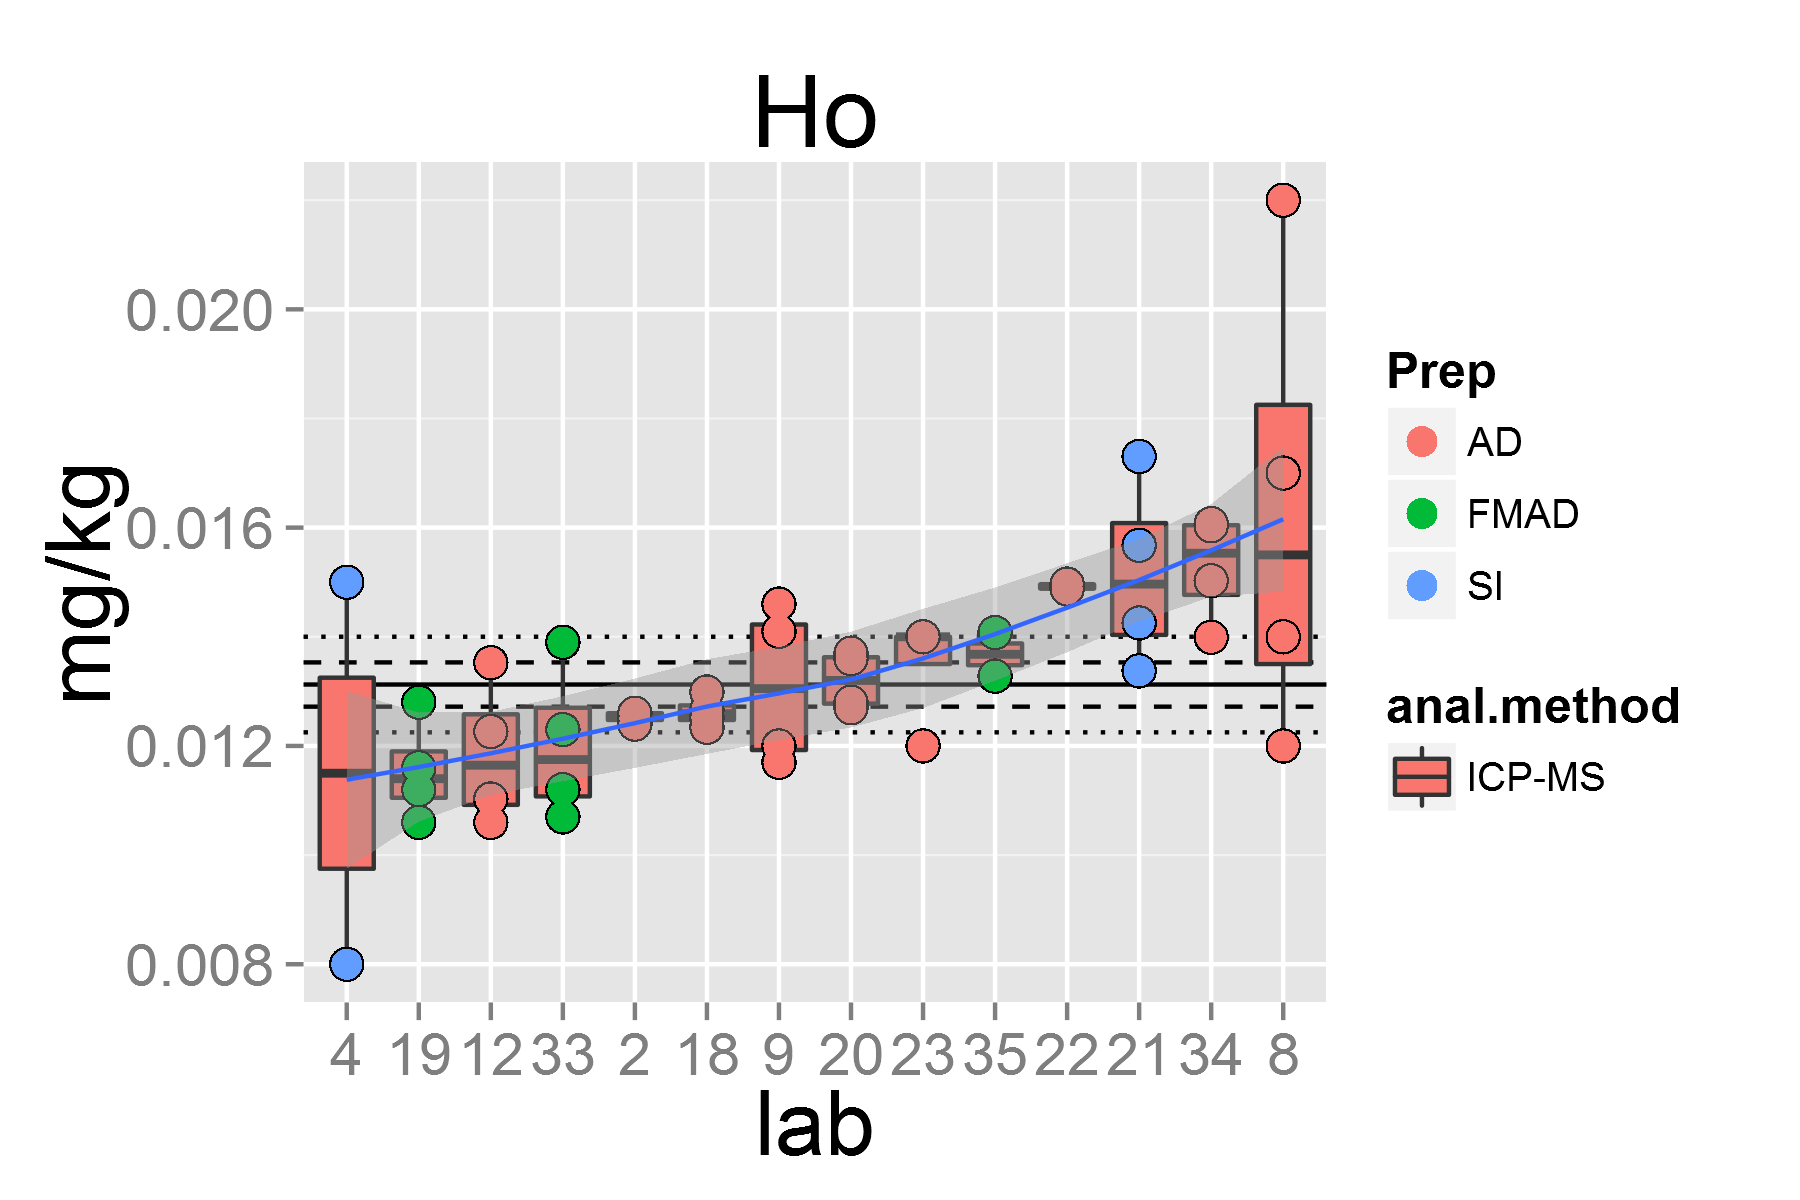 Ho
mg/kg
0.020
0.016
0.012
0.008
4 19 12 33 2 18 9 20 23 35 22 21 34 8
lab
Prep
AD
FMAD
SI
anal.method
ICP-MS